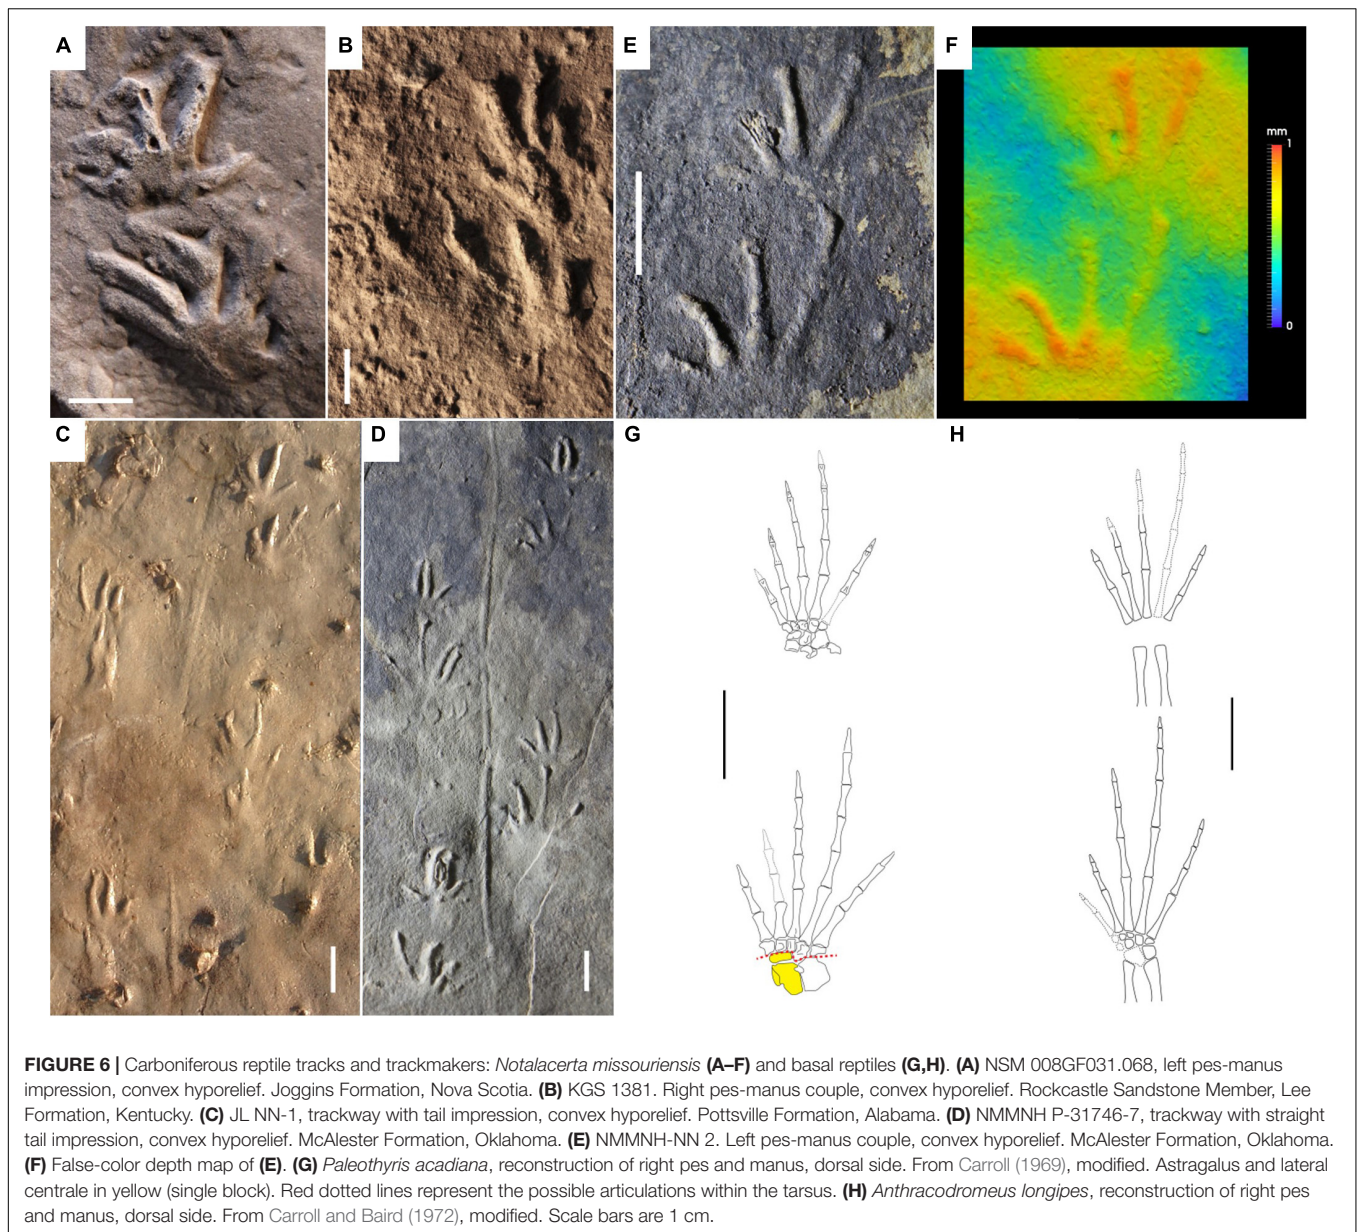 A
B
E
F
mm
1
0
C
D
G
H
FIGURE 6 | Carboniferous reptile tracks and trackmakers: Notalacerta missouriensis (A–F) and basal reptiles (G,H). (A) NSM 008GF031.068, left pes-manus
impression, convex hyporelief. Joggins Formation, Nova Scotia. (B) KGS 1381. Right pes-manus couple, convex hyporelief. Rockcastle Sandstone Member, Lee
Formation, Kentucky. (C) JL NN-1, trackway with tail impression, convex hyporelief. Pottsville Formation, Alabama. (D) NMMNH P-31746-7, trackway with straight
tail impression, convex hyporelief. McAlester Formation, Oklahoma. (E) NMMNH-NN 2. Left pes-manus couple, convex hyporelief. McAlester Formation, Oklahoma.
(F) False-color depth map of (E). (G) Paleothyris acadiana, reconstruction of right pes and manus, dorsal side. From Carroll (1969), modified. Astragalus and lateral
centrale in yellow (single block). Red dotted lines represent the possible articulations within the tarsus. (H) Anthracodromeus longipes, reconstruction of right pes
and manus, dorsal side. From Carroll and Baird (1972), modified. Scale bars are 1 cm.